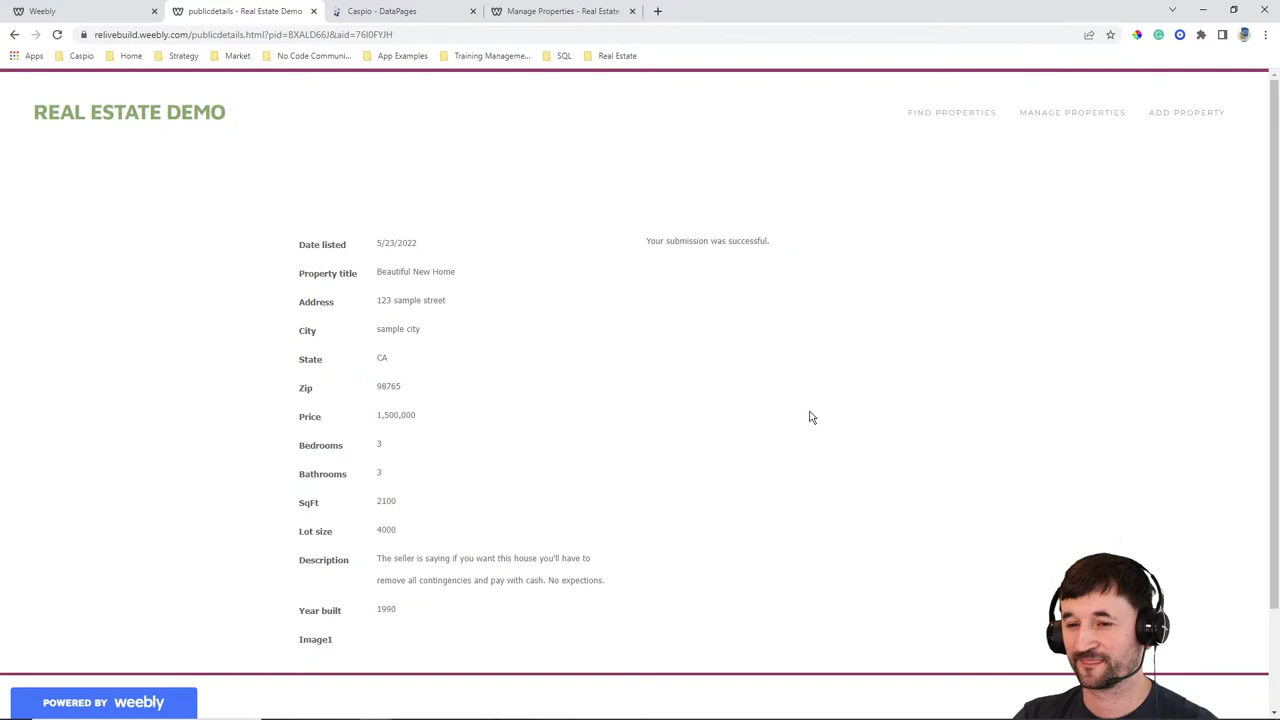 Weebly
publicdetails - Real Estate Demo
Caspio - DataPages
Manage Properties - Real Estate
relivebuild.weebly.com/publicdetails.html?pid=BXALD66J&aid=76I0FYJH
Apps
Caspio
Home
Strategy
Market
No Code Communi...
App Examples
Training Manageme...
SQL
Real Estate
REAL ESTATE DEMO
FIND PROPERTIES
MANAGE PROPERTIES
ADD PROPERTY
Date listed 5/23/2022
Your submission was successful.
Property title Beautiful New Home
Address 123 sample street
City sample city
State CA
Zip 98765
Price 1,500,000
Bedrooms 3
Bathrooms 3
SqFt 2100
Lot size 4000
Description The seller is saying if you want this house you'll have to
remove all contingencies and pay with cash. No expections.
Year built 1990
Image1
POWERED BY weebly